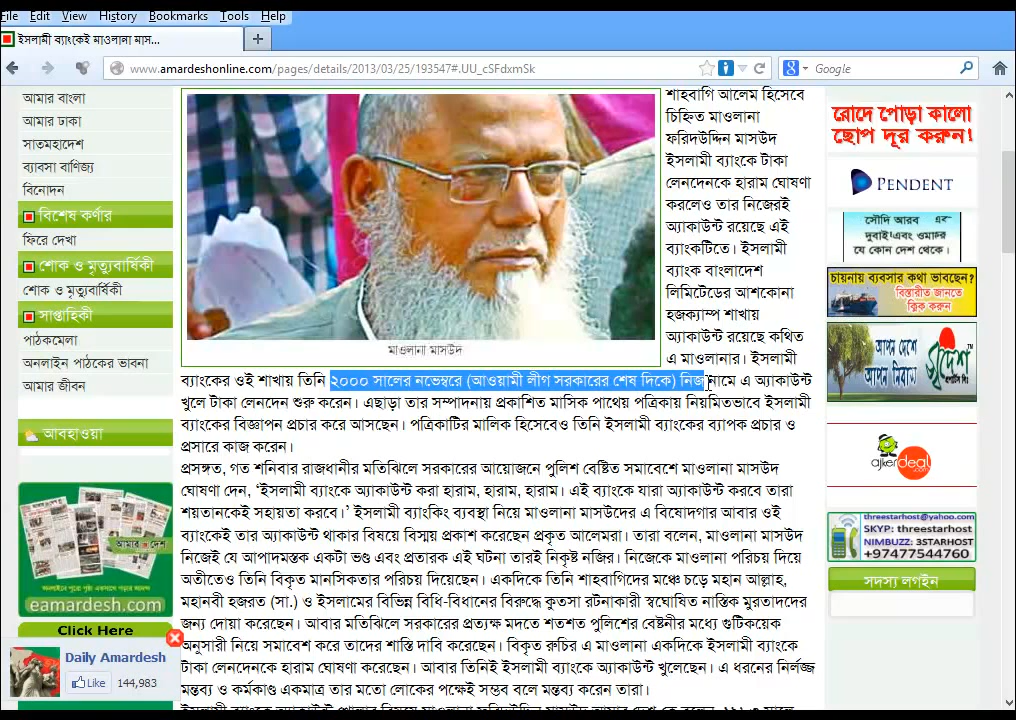 File Edit View History Bookmarks Tools Help
ইসলামী ব্যাংকেই মাওলানা মাস...
www.amardeshonline.com/pages/details/2013/03/25/193547#.UU_cSFdxmSk
Google
আমার বাংলা
আমার ঢাকা
সাতমহাদেশ
ব্যাবসা বাণিজ্য
বিনোদন
বিশেষ কর্ণার
ফিরে দেখা
শোক ও মৃত্যুবার্ষিকী
শোক ও মৃত্যুবার্ষিকী
সাপ্তাহিকী
পাঠকমেলা
অনলাইন পাঠকের ভাবনা
আমার জীবন
আবহাওয়া
আমার দেশ
eamardesh.com
Click Here
Daily Amardesh
Like 144,983
মাওলানা মাসউদ
শাহবাগি আলেম হিসেবে
চিহ্নিত মাওলানা
ফরিদউদ্দিন মাসউদ
ইসলামী ব্যাংকে টাকা
লেনদেনকে হারাম ঘোষণা
করলেও তার নিজেরই
অ্যাকাউন্ট রয়েছে এই
ব্যাংকটিতে। ইসলামী
ব্যাংক বাংলাদেশ
লিমিটেডের আশকোনা
হজক্যাম্প শাখায়
অ্যাকাউন্ট রয়েছে কথিত
এ মাওলানার। ইসলামী
ব্যাংকের ওই শাখায় তিনি ২০০০ সালের নভেম্বরে (আওয়ামী লীগ সরকারের শেষ দিকে) নিজ নামে এ অ্যাকাউন্ট
খুলে টাকা লেনদেন শুরু করেন। এছাড়া তার সম্পাদনায় প্রকাশিত মাসিক পাথেয় পত্রিকায় নিয়মিতভাবে ইসলামী
ব্যাংকের বিজ্ঞাপন প্রচার করে আসছেন। পত্রিকাটির মালিক হিসেবেও তিনি ইসলামী ব্যাংকের ব্যাপক প্রচার ও
প্রসারে কাজ করেন।
প্রসঙ্গত, গত শনিবার রাজধানীর মতিঝিলে সরকারের আয়োজনে পুলিশ বেষ্টিত সমাবেশে মাওলানা মাসউদ
ঘোষণা দেন, ‘ইসলামী ব্যাংকে অ্যাকাউন্ট করা হারাম, হারাম, হারাম। এই ব্যাংকে যারা অ্যাকাউন্ট করবে তারা
শয়তানকেই সহায়তা করবে।’ ইসলামী ব্যাংকিং ব্যবস্থা নিয়ে মাওলানা মাসউদের এ বিষোদগার আবার ওই
ব্যাংকেই তার অ্যাকাউন্ট থাকার বিষয়ে বিস্ময় প্রকাশ করেছেন প্রকৃত আলেমরা। তারা বলেন, মাওলানা মাসউদ
নিজেই যে আপাদমস্তক একটা ভণ্ড এবং প্রতারক এই ঘটনা তারই নিকৃষ্ট নজির। নিজেকে মাওলানা পরিচয় দিয়ে
অতীতেও তিনি বিকৃত মানসিকতার পরিচয় দিয়েছেন। একদিকে তিনি শাহবাগিদের মঞ্চে চড়ে মহান আল্লাহ,
মহানবী হজরত (সা.) ও ইসলামের বিভিন্ন বিধি-বিধানের বিরুদ্ধে কুতসা রটনাকারী স্বঘোষিত নাস্তিক মুরতাদদের
জন্য দোয়া করেছেন। আবার মতিঝিলে সরকারের প্রত্যক্ষ মদতে শতশত পুলিশের বেষ্টনীর মধ্যে গুটিকয়েক
অনুসারী নিয়ে সমাবেশ করে তাদের শাস্তি দাবি করেছেন। বিকৃত রুচির এ মাওলানা একদিকে ইসলামী ব্যাংকে
টাকা লেনদেনকে হারাম ঘোষণা করেছেন। আবার তিনিই ইসলামী ব্যাংকে অ্যাকাউন্ট খুলেছেন। এ ধরনের নির্লজ্জ
মন্তব্য ও কর্মকাণ্ড একমাত্র তার মতো লোকের পক্ষেই সম্ভব বলে মন্তব্য করেন তারা।
রোদে পোড়া কালো
ছোপ দূর করুন!
PENDENT
সৌদি আরব এবং
দুবাই!এবং ওমান
যে কোন দেশ থেকে।
চায়নায় ব্যবসার কথা ভাবছেন?
বিস্তারীত জানতে
ক্লিক করুন
আপন দেশে
আপন নিবাস
স্বদেশ
ajkerdeal
threestarhost@yahoo.com
SKYP: threestarhost
NIMBUZZ: 3STARHOST
+97477544760
সদস্য লগইন